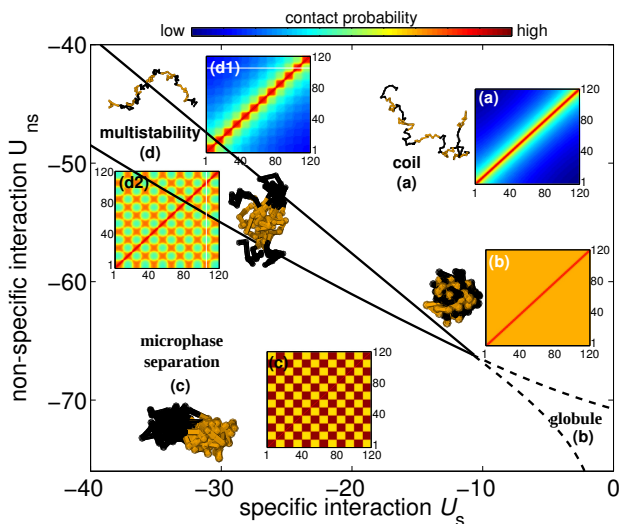 contact probability
low
high
−40
−50
−60
−70
non-specific interaction U_ns
multistability
(d)
(d1)
120
80
40
1
1
40
80
120
coil
(a)
(a)
120
80
40
1
1
40
80
120
(d2)
120
80
40
1
1
40
80
120
(b)
120
80
40
1
1
40
80
120
microphase
separation
(c)
(c)
120
80
40
1
1
40
80
120
globule
(b)
−40
−30
−20
−10
0
specific interaction U_s